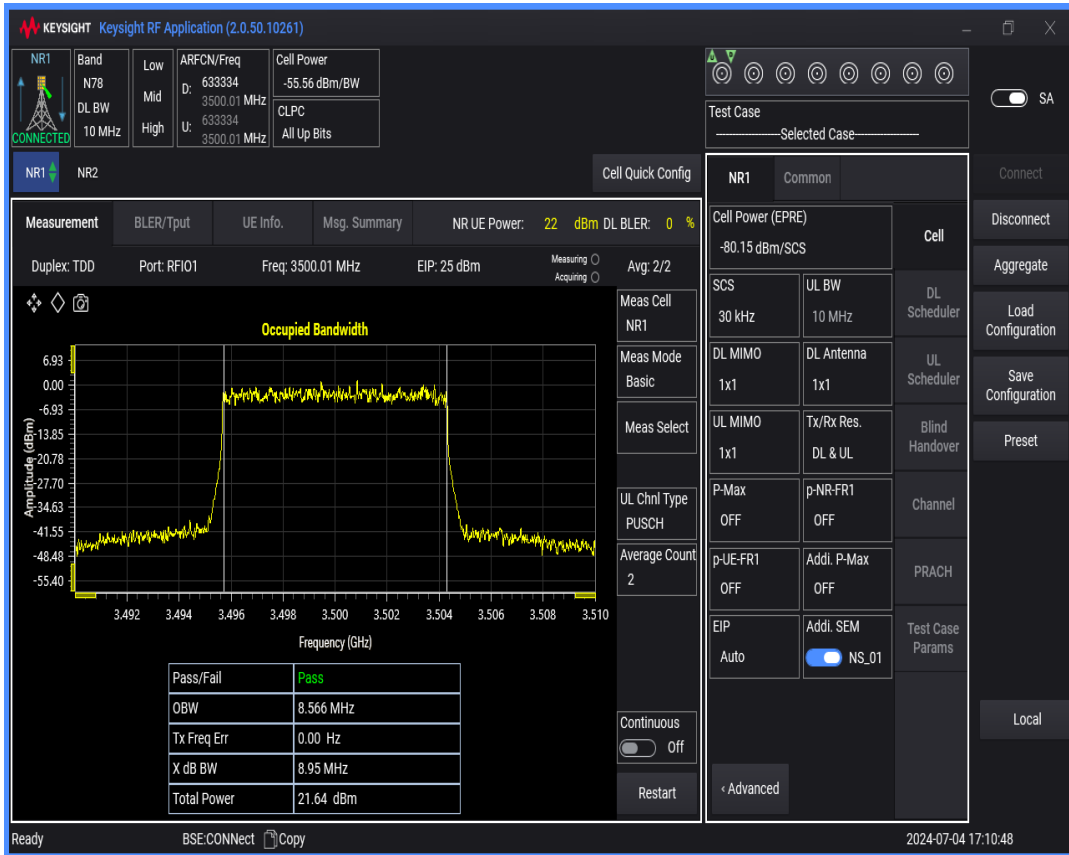 KEYSIGHT Keysight RF Application (2.0.50.10261)
NR1
CONNECTED
Band
N78
DL BW
10 MHz
Low
Mid
High
ARFCN/Freq
D: 633334
3500.01 MHz
U: 633334
3500.01 MHz
Cell Power
-55.56 dBm/BW
CLPC
All Up Bits
Test Case
----Selected Case----
SA
NR1 NR2
Cell Quick Config
Measurement BLER/Tput UE Info. Msg. Summary NR UE Power: 22 dBm DL BLER: 0 %
Duplex: TDD Port: RFIO1 Freq: 3500.01 MHz EIP: 25 dBm Measuring Acquiring Avg: 2/2
Occupied Bandwidth
Amplitude (dBm)
6.93
0.00
-6.93
-13.85
-20.78
-27.70
-34.63
-41.55
-48.48
-55.40
3.492 3.494 3.496 3.498 3.500 3.502 3.504 3.506 3.508 3.510
Frequency (GHz)
Pass/Fail Pass
OBW 8.566 MHz
Tx Freq Err 0.00 Hz
X dB BW 8.95 MHz
Total Power 21.64 dBm
Meas Cell
NR1
Meas Mode
Basic
Meas Select
UL Chnl Type
PUSCH
Average Count
2
Continuous
Off
Restart
NR1 Common
Cell Power (EPRE)
-80.15 dBm/SCS
SCS
30 kHz
UL BW
10 MHz
DL MIMO
1x1
DL Antenna
1x1
UL MIMO
1x1
Tx/Rx Res.
DL & UL
P-Max
OFF
p-NR-FR1
OFF
p-UE-FR1
OFF
Addi. P-Max
OFF
EIP
Auto
Addi. SEM
NS_01
‹ Advanced
Cell
DL
Scheduler
UL
Scheduler
Blind
Handover
Channel
PRACH
Test Case
Params
Connect
Disconnect
Aggregate
Load
Configuration
Save
Configuration
Preset
Local
Ready BSE:CONNect Copy 2024-07-04 17:10:48